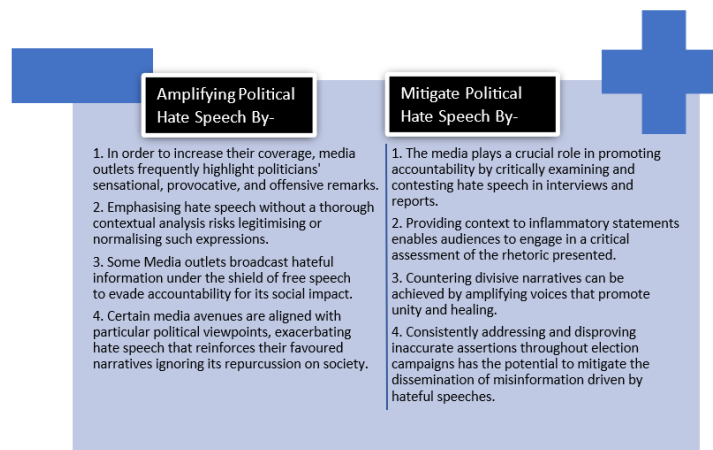 Amplifying Political
Hate Speech By-
1. In order to increase their coverage, media
outlets frequently highlight politicians'
sensational, provocative, and offensive remarks.
2. Emphasising hate speech without a thorough
contextual analysis risks legitimising or
normalising such expressions.
3. Some Media outlets broadcast hateful
information under the shield of free speech
to evade accountability for its social impact.
4. Certain media avenues are aligned with
particular political viewpoints, exacerbating
hate speech that reinforces their favoured
narratives ignoring its repurcussion on society.
Mitigate Political
Hate Speech By-
1. The media plays a crucial role in promoting
accountability by critically examining and
contesting hate speech in interviews and
reports.
2. Providing context to inflammatory statements
enables audiences to engage in a critical
assessment of the rhetoric presented.
3. Countering divisive narratives can be
achieved by amplifying voices that promote
unity and healing.
4. Consistently addressing and disproving
inaccurate assertions throughout election
campaigns has the potential to mitigate the
dissemination of misinformation driven by
hateful speeches.